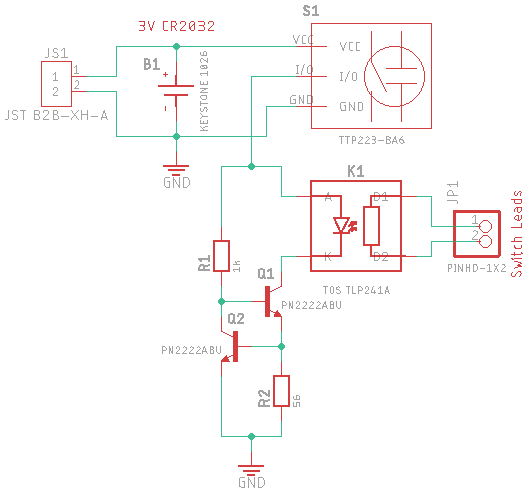 S1
3V CR2032
VCC
VCC
JS1
1
1
2
2
JST B2B-XH-A
B1
+
-
KEYSTONE 1026
I/O
I/O
GND
GND
TTP223-BA6
GND
K1
A
D1
K
D2
TOS TLP241A
JP1
1
2
PINHD-1X2
Switch Leads
R1
1k
Q1
PN2222ABU
Q2
PN2222ABU
R2
56
GND